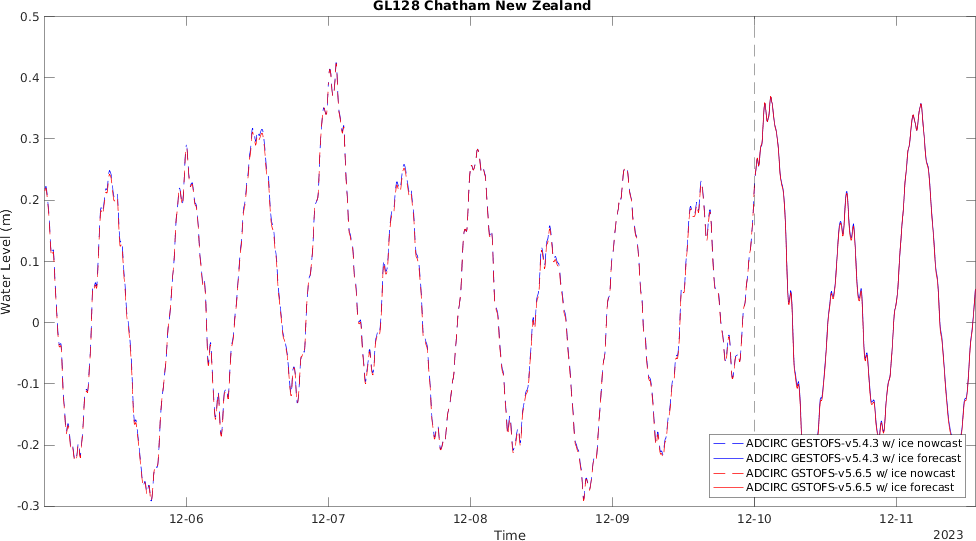 GL128 Chatham New Zealand
0.5
0.4
0.3
0.2
0.1
0
-0.1
-0.2
-0.3
Water Level (m)
ADCIRC GESTOFS-v5.4.3 w/ ice nowcast
ADCIRC GESTOFS-v5.4.3 w/ ice forecast
ADCIRC GSTOFS-v5.6.5 w/ ice nowcast
ADCIRC GSTOFS-v5.6.5 w/ ice forecast
12-06 12-07 12-08 12-09 12-10 12-11
Time
2023